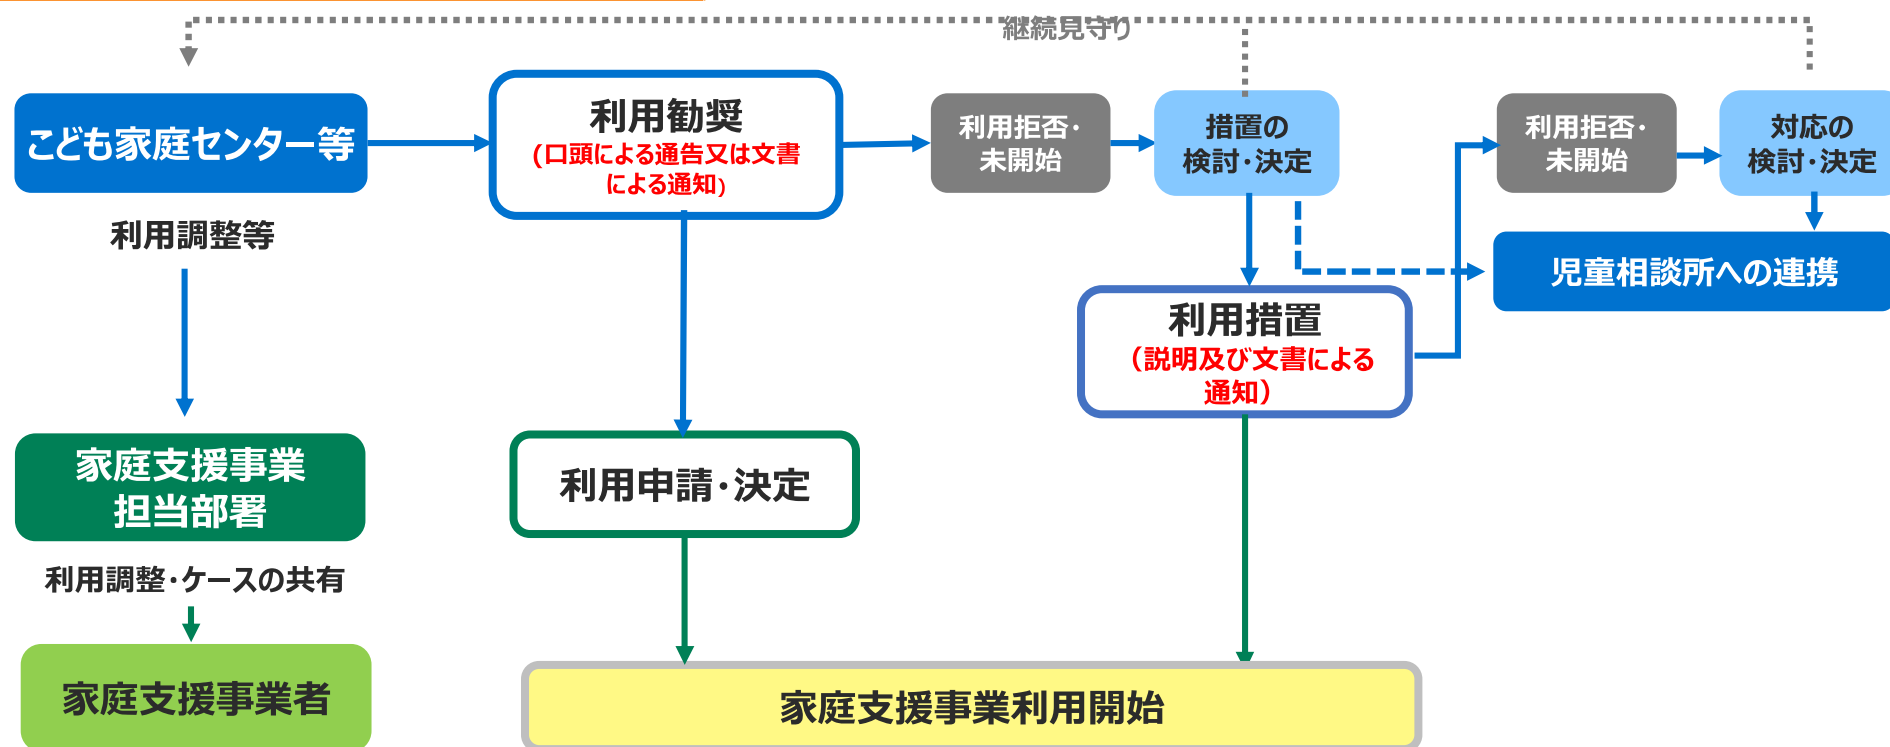 継続見守り
こども家庭センター等
利用勧奨
(口頭による通告又は文書
による通知)
利用拒否・
未開始
措置の
検討・決定
利用拒否・
未開始
対応の
検討・決定
利用調整等
児童相談所への連携
利用措置
（説明及び文書による
通知）
家庭支援事業
担当部署
利用申請・決定
利用調整・ケースの共有
家庭支援事業者
家庭支援事業利用開始